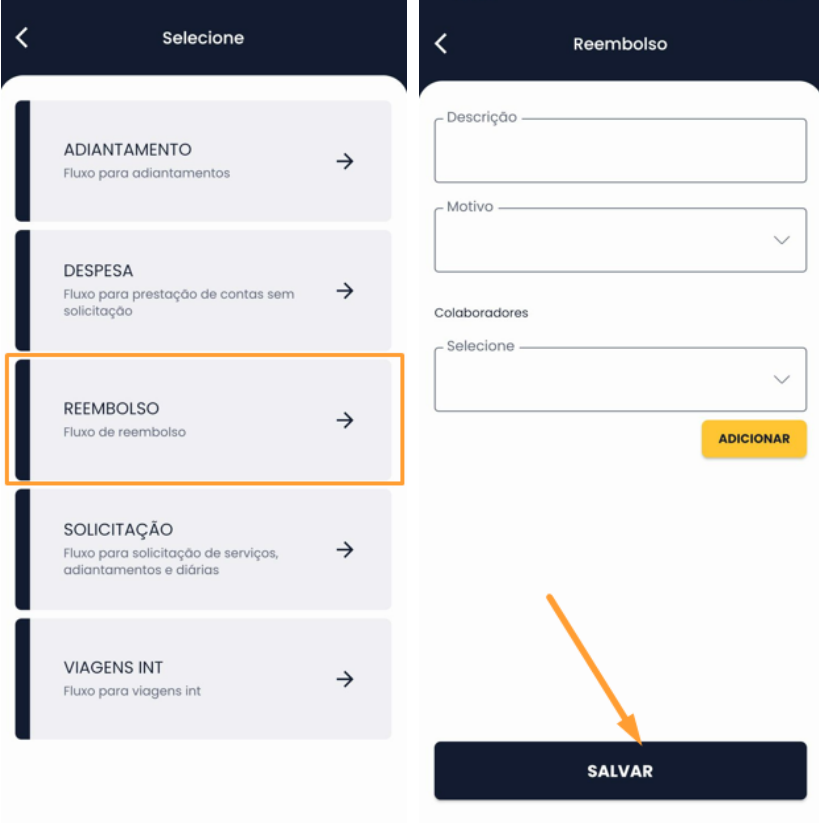 Selecione
ADIANTAMENTO
Fluxo para adiantamentos
DESPESA
Fluxo para prestação de contas sem
solicitação
REEMBOLSO
Fluxo de reembolso
SOLICITAÇÃO
Fluxo para solicitação de serviços,
adiantamentos e diárias
VIAGENS INT
Fluxo para viagens int
Reembolso
Descrição
Motivo
Colaboradores
Selecione
ADICIONAR
SALVAR